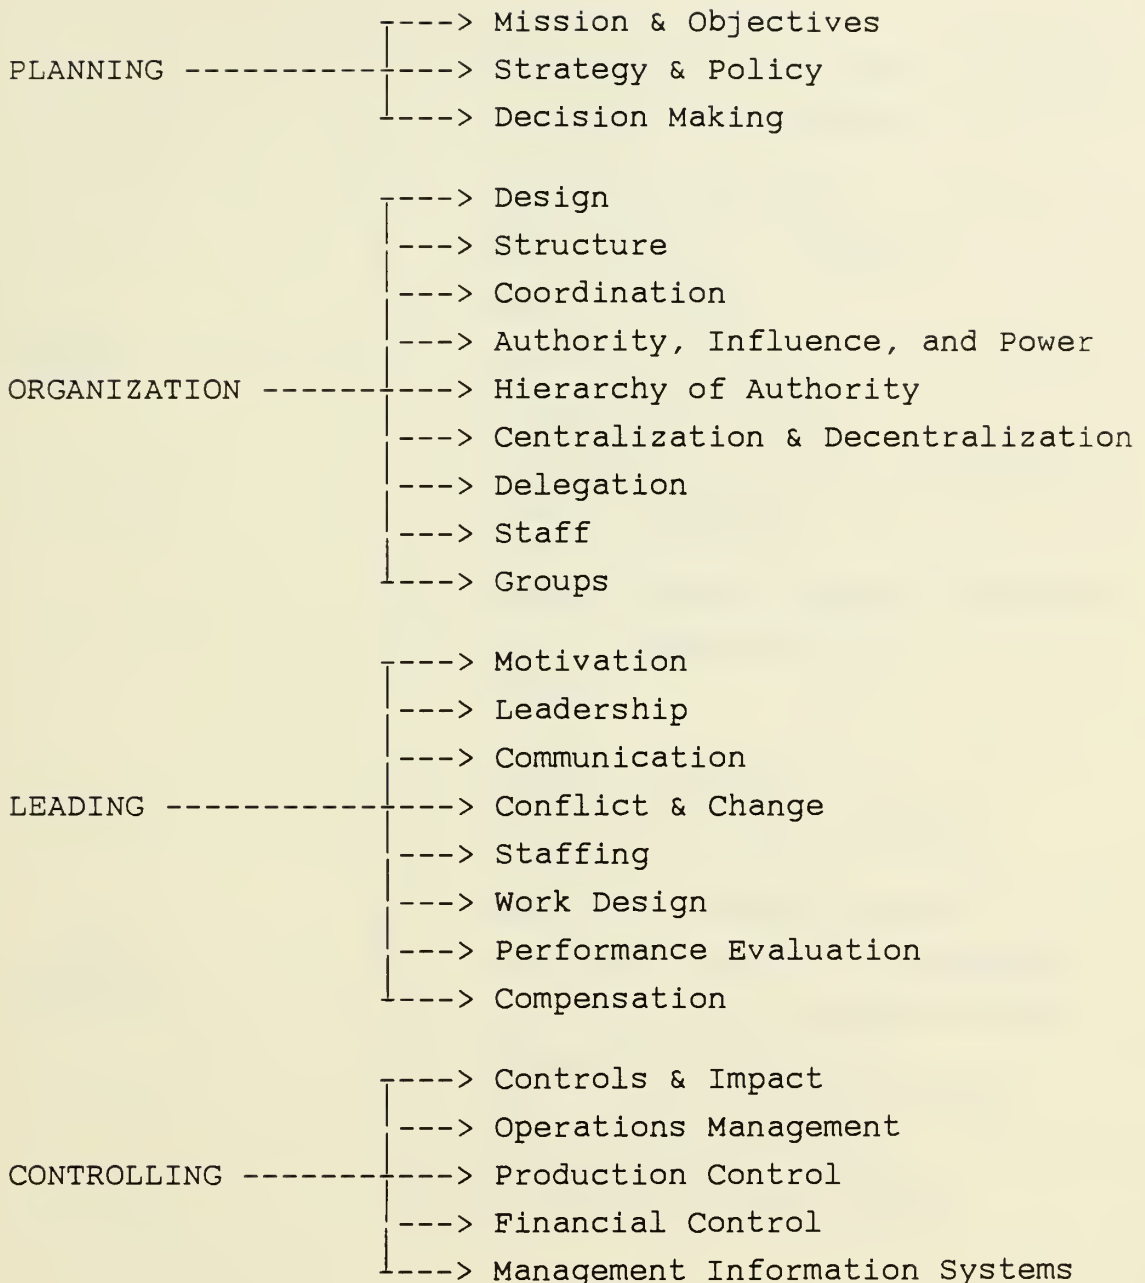 ----> Mission & Objectives
PLANNING ---------------> Strategy & Policy
----> Decision Making
----> Design
---> Structure
---> Coordination
---> Authority, Influence, and Power
ORGANIZATION -----------> Hierarchy of Authority
---> Centralization & Decentralization
---> Delegation
---> Staff
----> Groups
----> Motivation
---> Leadership
---> Communication
LEADING ----------------> Conflict & Change
---> Staffing
---> Work Design
---> Performance Evaluation
----> Compensation
----> Controls & Impact
---> Operations Management
CONTROLLING ------------> Production Control
---> Financial Control
----> Management Information Systems